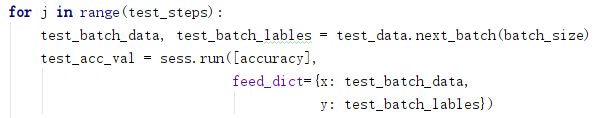 for j in range(test_steps):
    test_batch_data, test_batch_lables = test_data.next_batch(batch_size)
    test_acc_val = sess.run([accuracy],
                            feed_dict={x: test_batch_data,
                                       y: test_batch_lables})